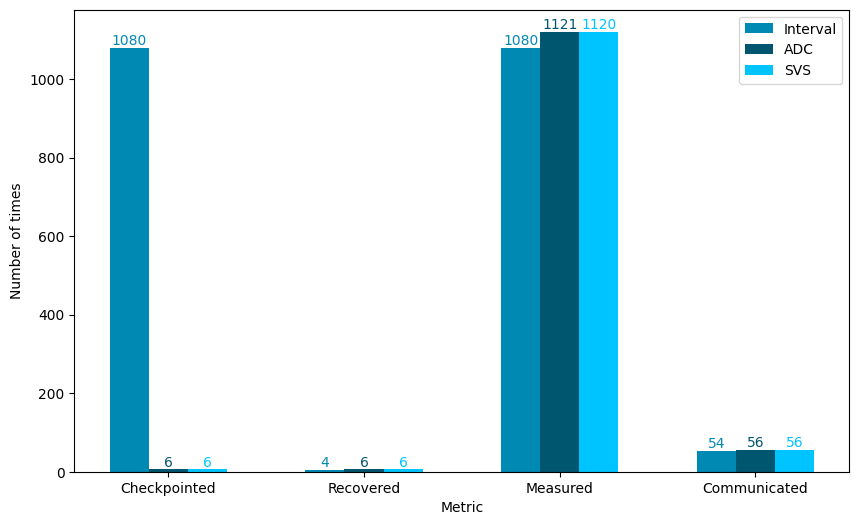 1080
6
6
4
6
6
1080
1121
1120
54
56
56
Interval
ADC
SVS
1000
800
600
400
200
0
Number of times
Checkpointed
Recovered
Measured
Communicated
Metric